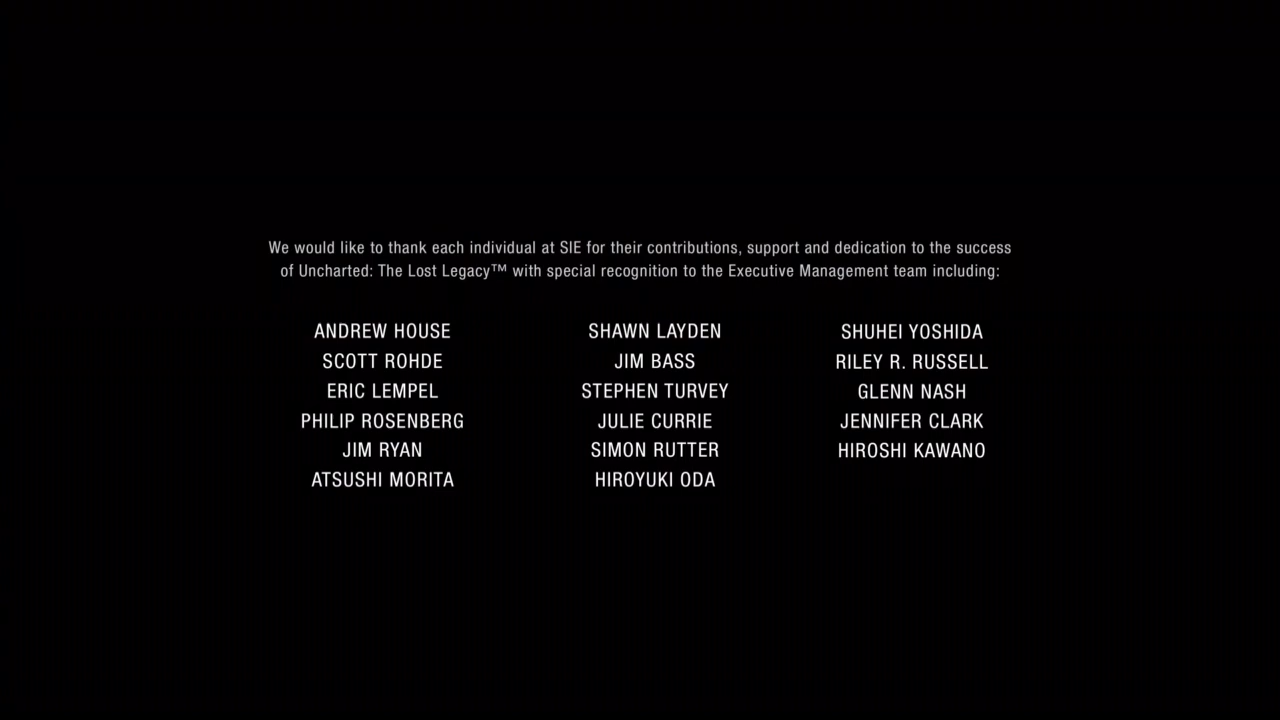 We would like to thank each individual at SIE for their contributions, support and dedication to the success
of Uncharted: The Lost Legacy™ with special recognition to the Executive Management team including:
ANDREW HOUSE SHAWN LAYDEN SHUHEI YOSHIDA
SCOTT ROHDE JIM BASS RILEY R. RUSSELL
ERIC LEMPEL STEPHEN TURVEY GLENN NASH
PHILIP ROSENBERG JULIE CURRIE JENNIFER CLARK
JIM RYAN SIMON RUTTER HIROSHI KAWANO
ATSUSHI MORITA HIROYUKI ODA